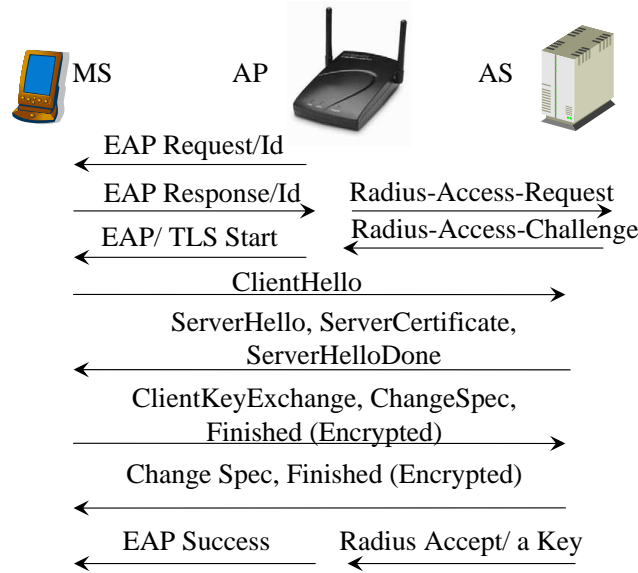 MS
AP
AS
EAP Request/Id
EAP Response/Id
Radius-Access-Request
EAP/ TLS Start
Radius-Access-Challenge
ClientHello
ServerHello, ServerCertificate,
ServerHelloDone
ClientKeyExchange, ChangeSpec,
Finished (Encrypted)
Change Spec, Finished (Encrypted)
EAP Success
Radius Accept/ a Key